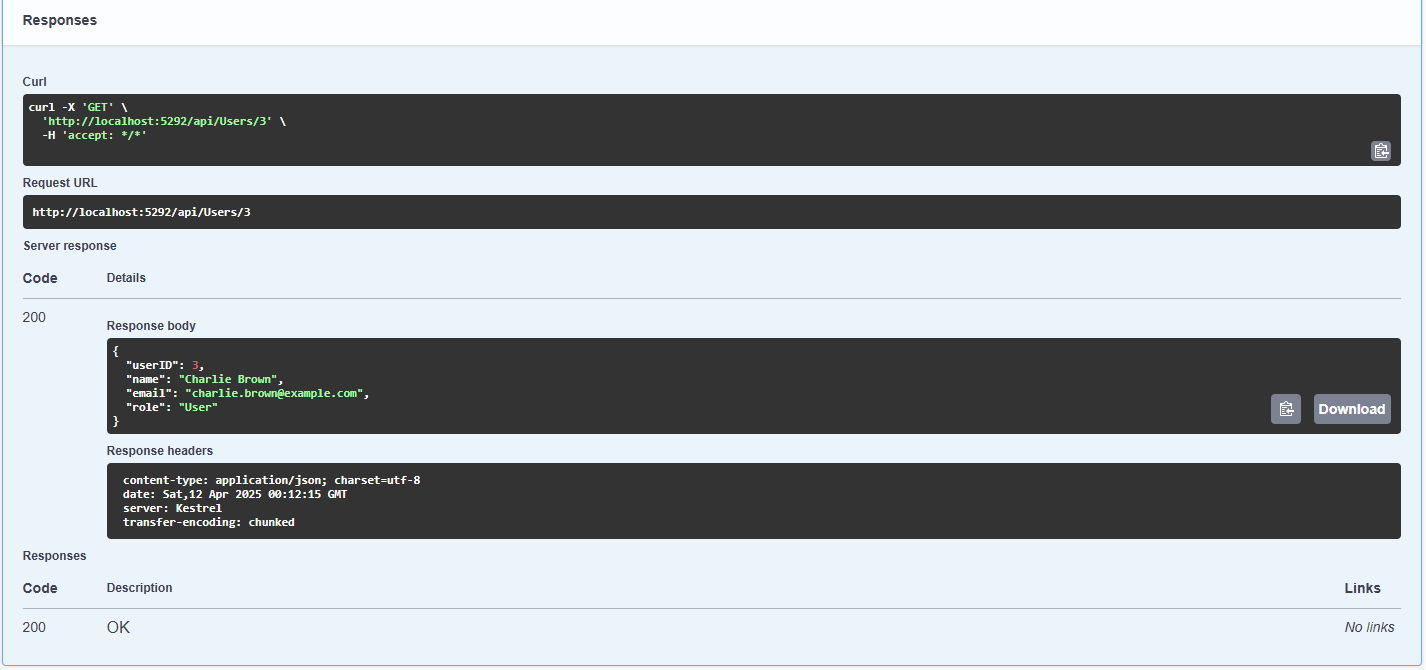 Responses
Curl
curl -X 'GET' \
  'http://localhost:5292/api/Users/3' \
  -H 'accept: */*'
Request URL
http://localhost:5292/api/Users/3
Server response
Code Details
200
Response body
{
  "userID": 3,
  "name": "Charlie Brown",
  "email": "charlie.brown@example.com",
  "role": "User"
}
Download
Response headers
content-type: application/json; charset=utf-8
date: Sat,12 Apr 2025 00:12:15 GMT
server: Kestrel
transfer-encoding: chunked
Responses
Code Description Links
200 OK No links